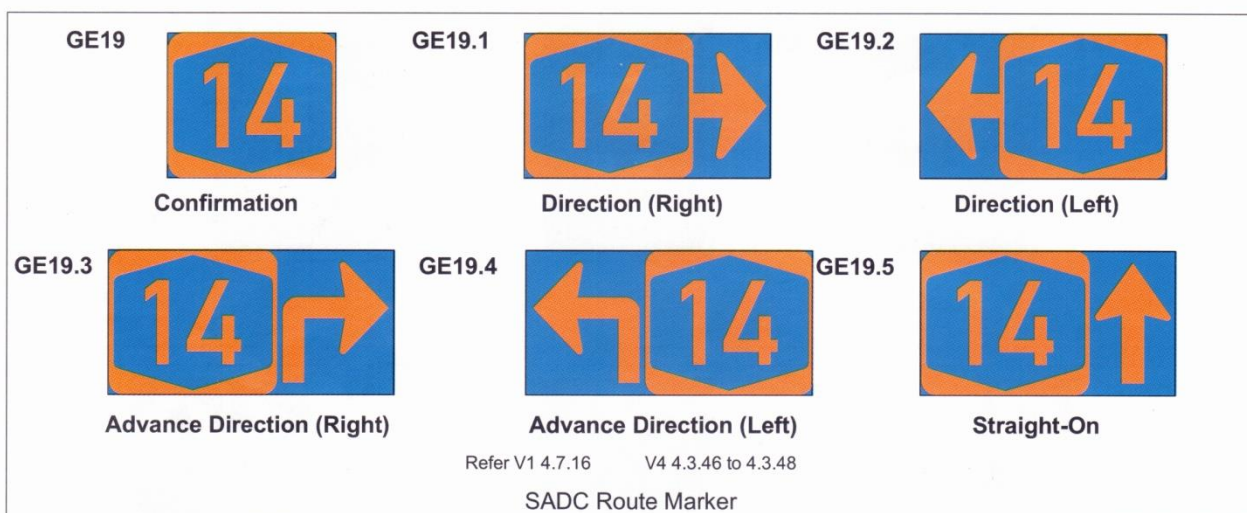 GE19
14
GE19.1
14
GE19.2
14
Confirmation
Direction (Right)
Direction (Left)
GE19.3
14
GE19.4
14
GE19.5
14
Advance Direction (Right)
Advance Direction (Left)
Straight-On
Refer V1 4.7.16 V4 4.3.46 to 4.3.48
SADC Route Marker